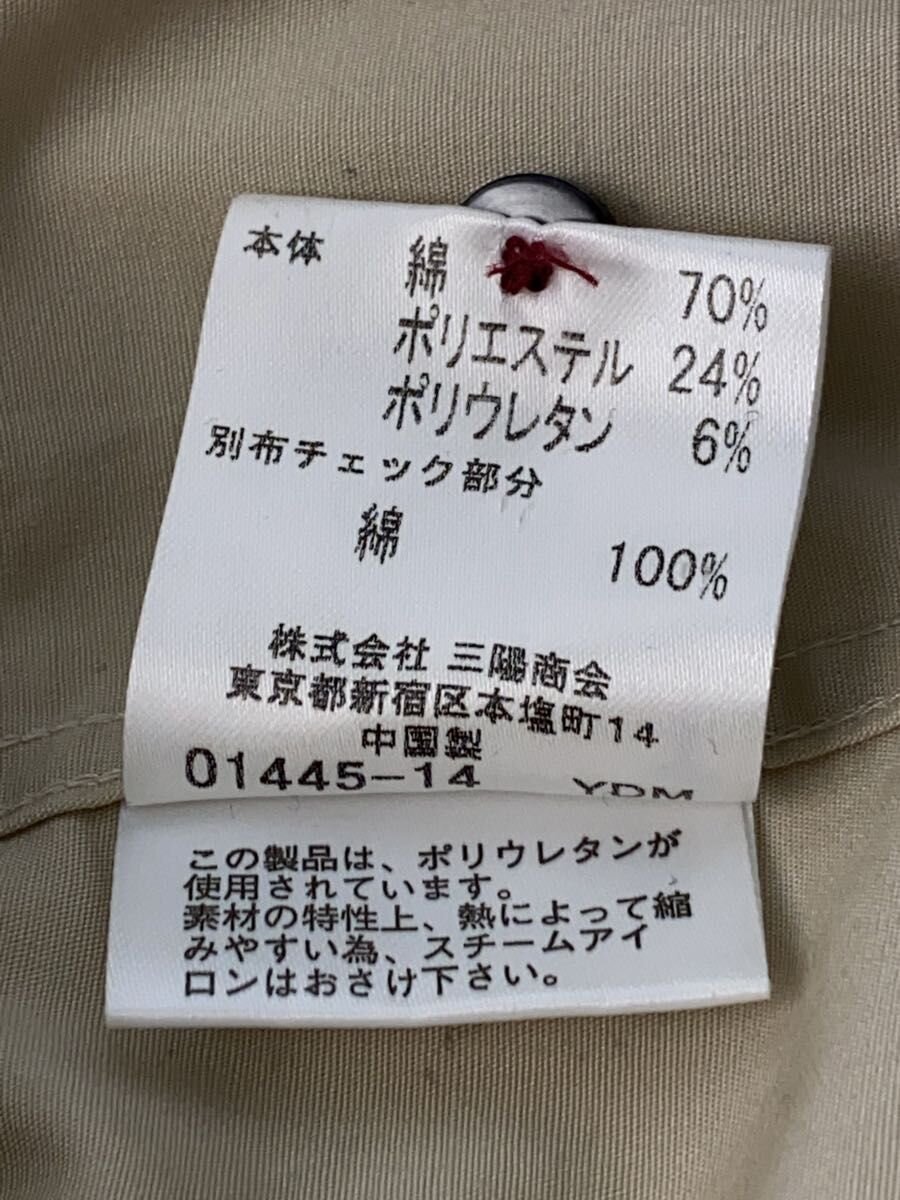 本体 綿 70%
ポリエステル 24%
ポリウレタン 6%
別布チェック部分
綿 100%
株式会社 三陽商会
東京都新宿区本塩町14
中国製
01445-14 YDM
この製品は、ポリウレタンが
使用されています。
素材の特性上、熱によって縮
みやすい為、スチームアイ
ロンはおさけ下さい。